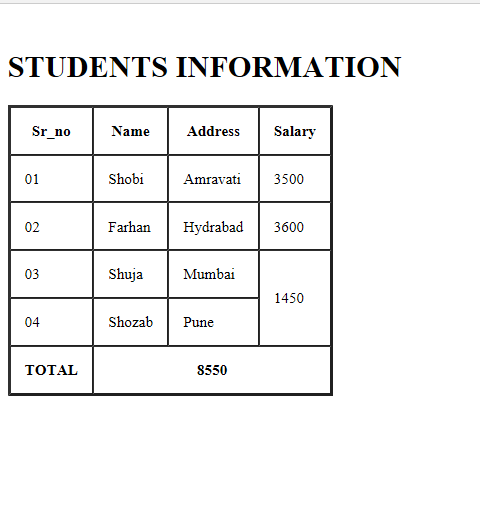 STUDENTS INFORMATION
Sr_no Name Address Salary
01 Shobi Amravati 3500
02 Farhan Hydrabad 3600
03 Shuja Mumbai 1450
04 Shozab Pune
TOTAL 8550